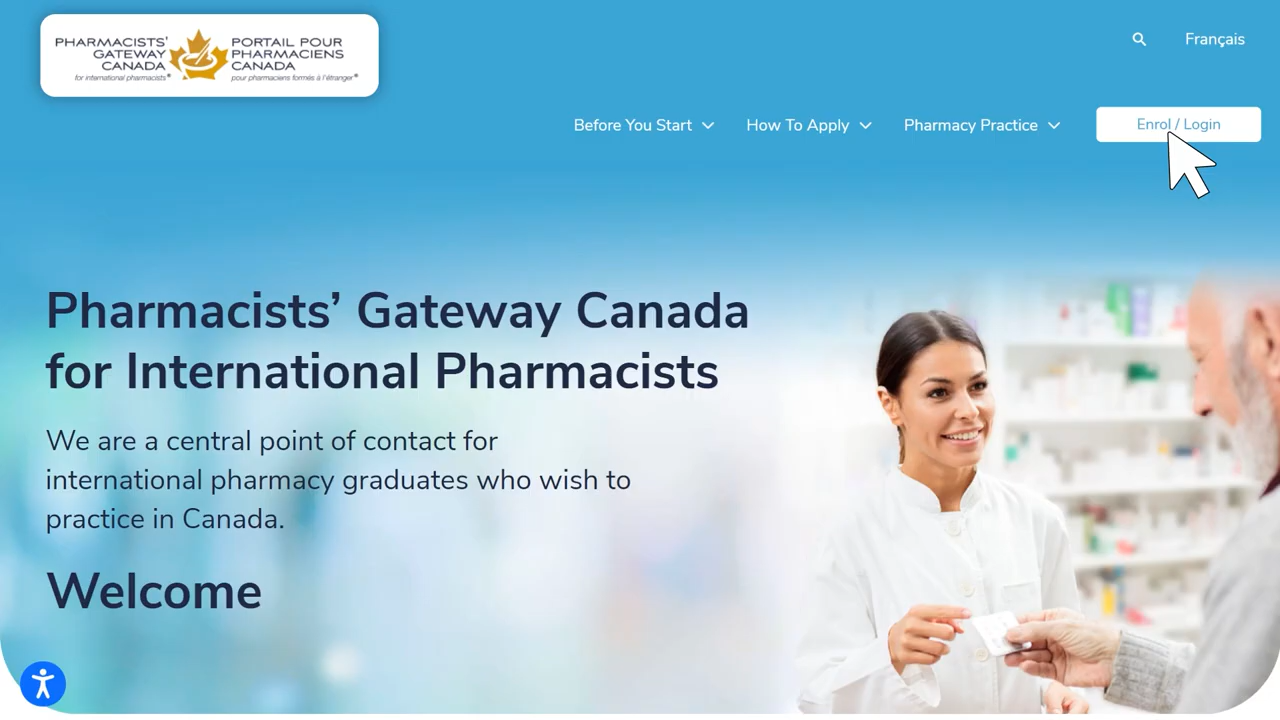 PHARMACISTS'
GATEWAY
CANADA
for international pharmacists®
PORTAIL POUR
PHARMACIENS
CANADA
pour pharmaciens formés à l'étranger®
Français
Before You Start
How To Apply
Pharmacy Practice
Enrol / Login
Pharmacists’ Gateway Canada
for International Pharmacists
We are a central point of contact for
international pharmacy graduates who wish to
practice in Canada.
Welcome